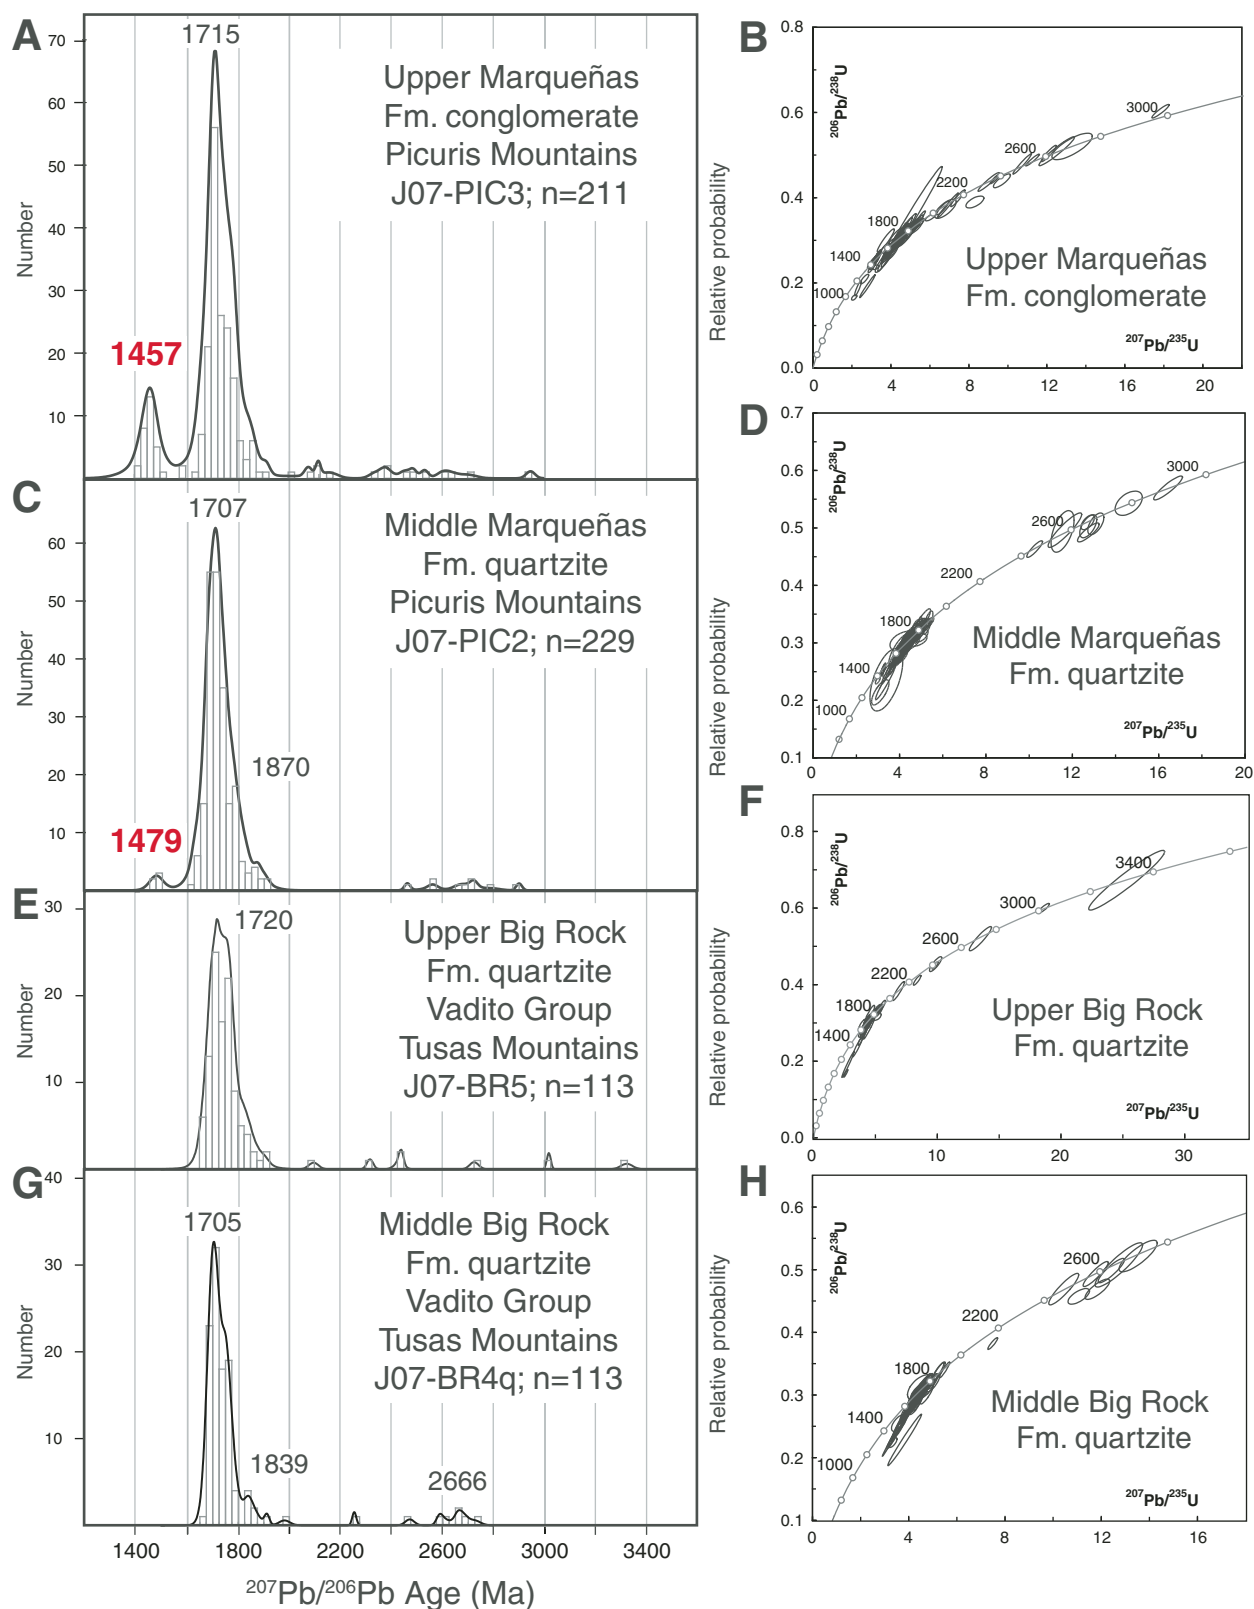 A
1715
Upper Marqueñas
Fm. conglomerate
Picuris Mountains
J07-PIC3; n=211
1457
70
60
50
40
30
20
10
Number
Relative probability
B
0.8
0.6
0.4
0.2
0.0
206Pb/238U
3000
2600
2200
1800
1400
1000
Upper Marqueñas
Fm. conglomerate
207Pb/235U
0
4
8
12
16
20
C
1707
Middle Marqueñas
Fm. quartzite
Picuris Mountains
J07-PIC2; n=229
1870
1479
60
50
40
30
20
10
Number
Relative probability
D
0.7
0.6
0.5
0.4
0.3
0.2
0.1
206Pb/238U
3000
2600
2200
1800
1400
1000
Middle Marqueñas
Fm. quartzite
207Pb/235U
0
4
8
12
16
20
E
1720
Upper Big Rock
Fm. quartzite
Vadito Group
Tusas Mountains
J07-BR5; n=113
30
20
10
Number
Relative probability
F
0.8
0.6
0.4
0.2
0.0
206Pb/238U
3400
3000
2600
2200
1800
1400
Upper Big Rock
Fm. quartzite
207Pb/235U
0
10
20
30
G
1705
Middle Big Rock
Fm. quartzite
Vadito Group
Tusas Mountains
J07-BR4q; n=113
1839
2666
40
30
20
10
Number
Relative probability
1400
1800
2200
2600
3000
3400
207Pb/206Pb Age (Ma)
H
0.6
0.5
0.4
0.3
0.2
0.1
206Pb/238U
2600
2200
1800
1400
1000
Middle Big Rock
Fm. quartzite
207Pb/235U
0
4
8
12
16